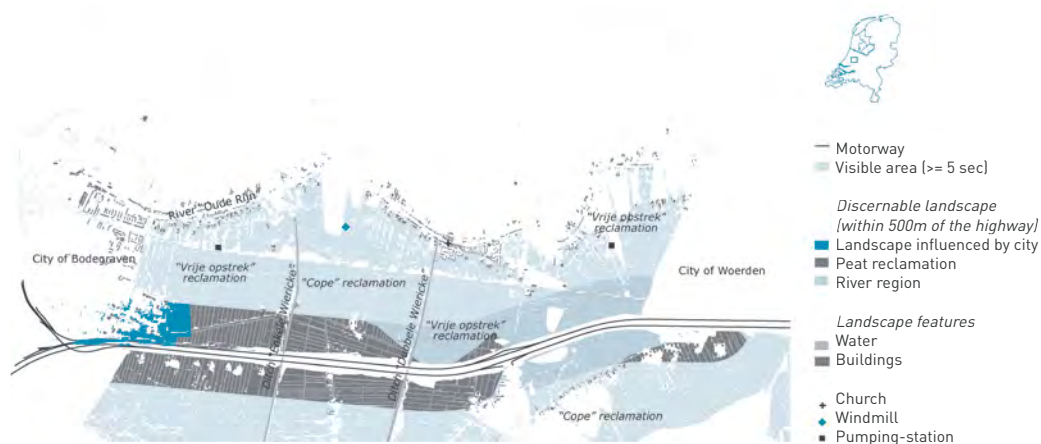 River "Oude Rijn"
"Vrije opstrek"
reclamation
City of Bodegraven
"Vrije opstrek"
reclamation
"Cope" reclamation
City of Woerden
"Vrije opstrek"
reclamation
"Cope" reclamation
Motorway
Visible area (>= 5 sec)
Discernable landscape
(within 500m of the highway)
Landscape influenced by city
Peat reclamation
River region
Landscape features
Water
Buildings
Church
Windmill
Pumping-station